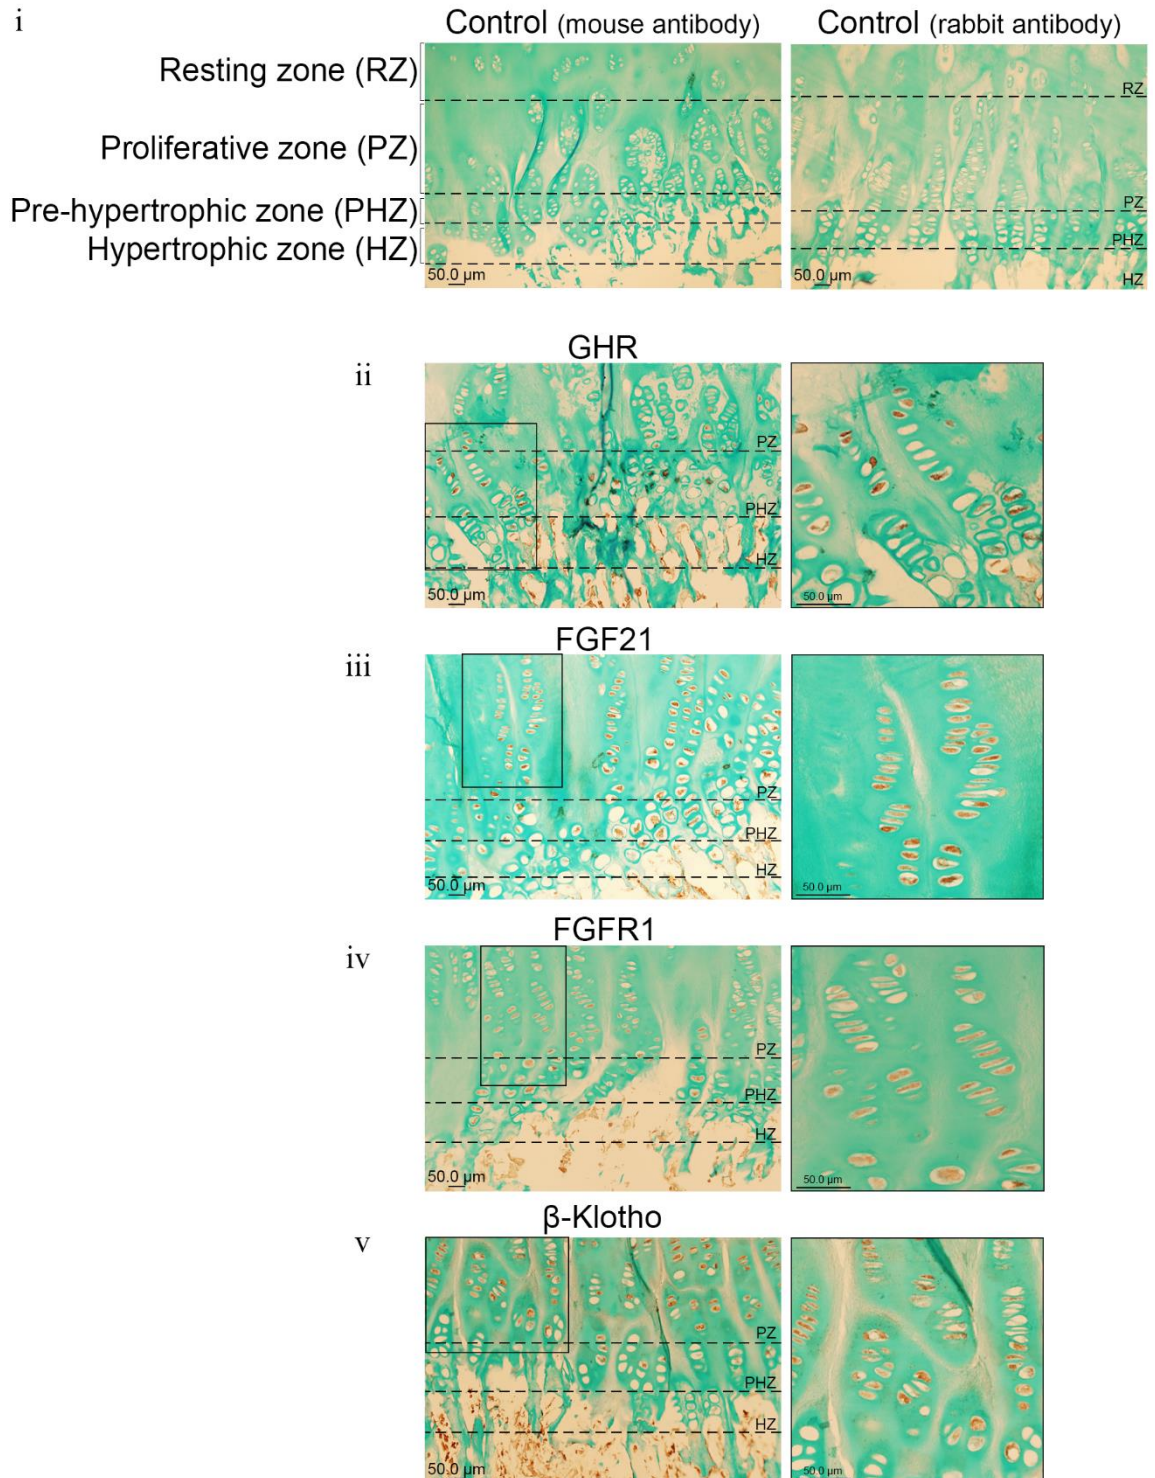 i
Control (mouse antibody)
Control (rabbit antibody)
Resting zone (RZ)
Proliferative zone (PZ)
Pre-hypertrophic zone (PHZ)
Hypertrophic zone (HZ)
50.0 µm
RZ
PZ
PHZ
HZ
50.0 µm
GHR
ii
PZ
PHZ
HZ
50.0 µm
50.0 µm
FGF21
iii
PZ
PHZ
HZ
50.0 µm
50.0 µm
FGFR1
iv
PZ
PHZ
HZ
50.0 µm
50.0 µm
β-Klotho
v
PZ
PHZ
HZ
50.0 µm
50.0 µm